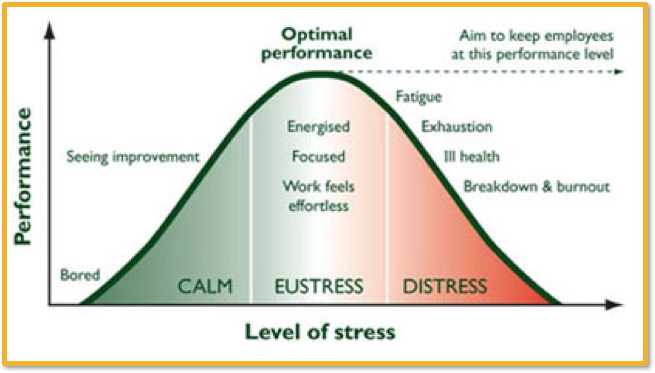 Optimal
performance
Aim to keep employees
at this performance level
Fatigue
Energised
Exhaustion
Seeing improvement
Focused
Ill health
Work feels
effortless
Breakdown & burnout
Bored
CALM
EUSTRESS
DISTRESS
Performance
Level of stress